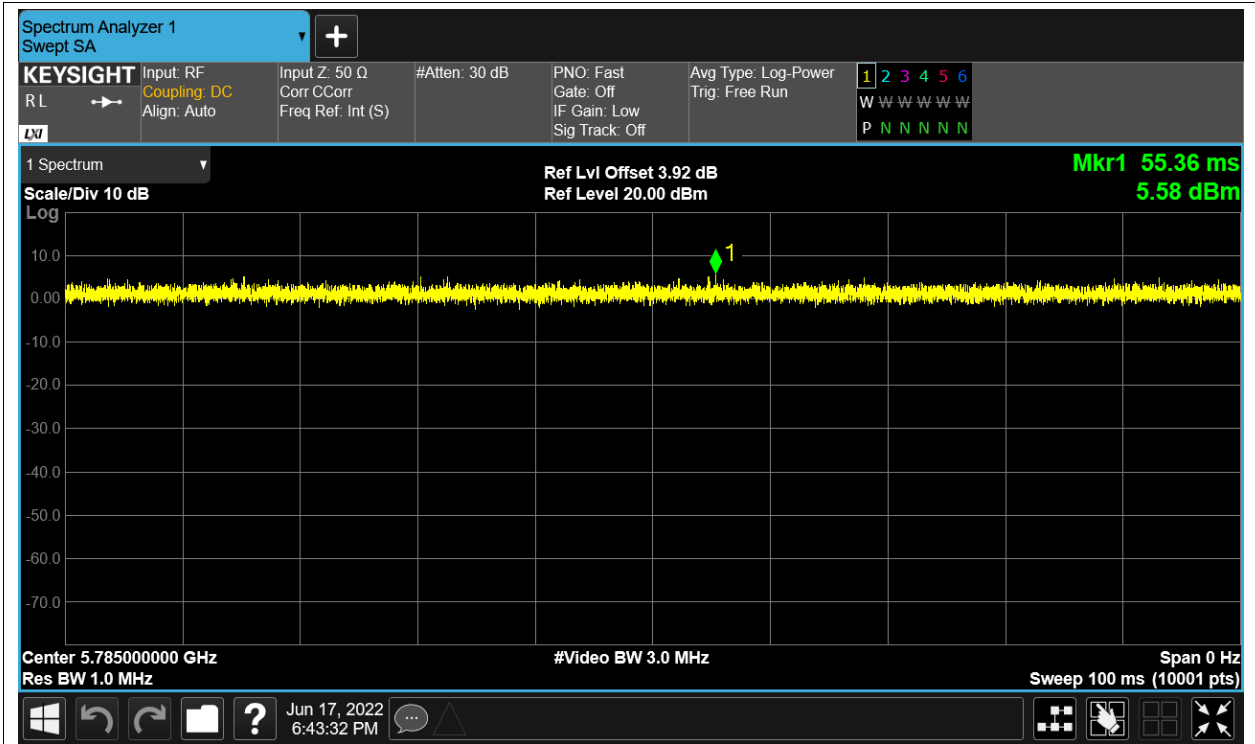 Spectrum Analyzer 1
Swept SA
+
KEYSIGHT
R L
LXI
Input: RF
Coupling: DC
Align: Auto
Input Z: 50 Ω
Corr CCorr
Freq Ref: Int (S)
#Atten: 30 dB
PNO: Fast
Gate: Off
IF Gain: Low
Sig Track: Off
Avg Type: Log-Power
Trig: Free Run
1 2 3 4 5 6
W W W W W W
P N N N N N
1 Spectrum
Scale/Div 10 dB
Ref Lvl Offset 3.92 dB
Ref Level 20.00 dBm
Mkr1 55.36 ms
5.58 dBm
Log
1
10.0
0.00
-10.0
-20.0
-30.0
-40.0
-50.0
-60.0
-70.0
Center 5.785000000 GHz
Res BW 1.0 MHz
#Video BW 3.0 MHz
Span 0 Hz
Sweep 100 ms (10001 pts)
?
Jun 17, 2022
6:43:32 PM